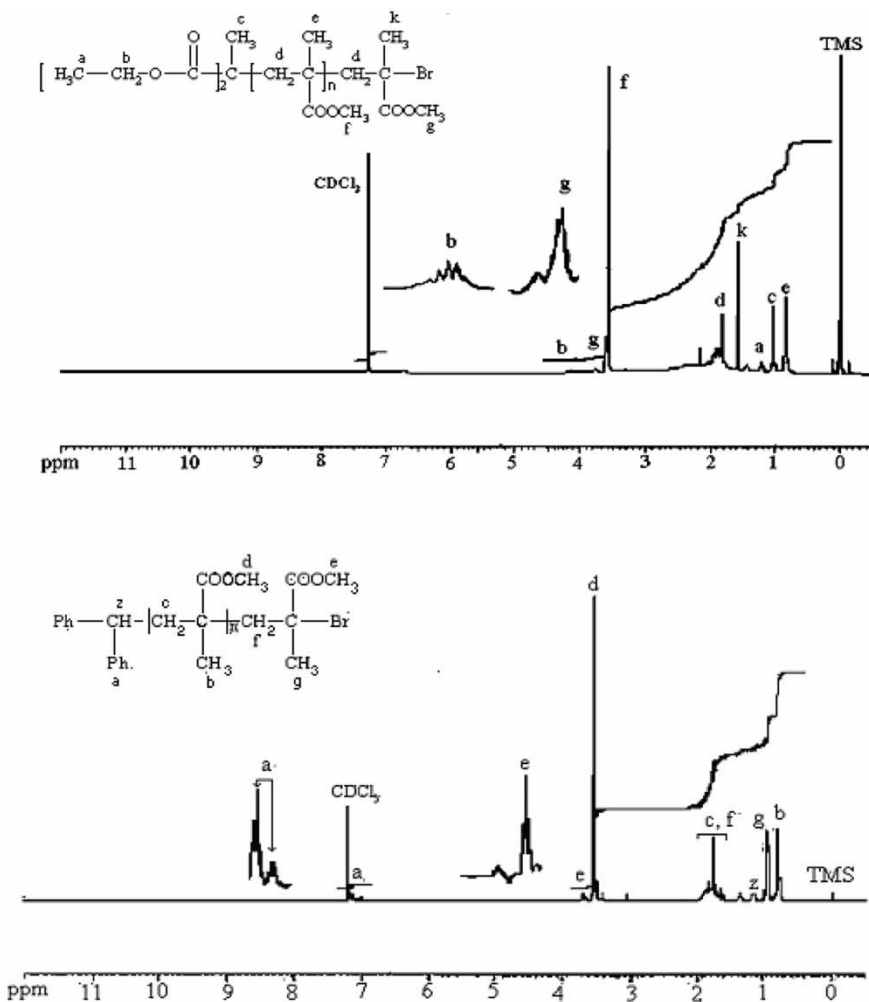 c e k
a b O CH₃ d CH₃ d CH₃ TMS
[ H₃C — CH₂O — C ]₂ C [ CH₂ — C ]ₙ CH₂ — C — Br
COOCH₃ COOCH₃
f g
f
CDCl₃
g
b
k
d c e
b g a
ppm 11 10 9 8 7 6 5 4 3 2 1 0
d e
COOCH₃ COOCH₃
z c
Ph — CH — CH₂ — C — n CH₂ — C — Br
f
Ph. CH₃ CH₃
a b g
d
a e
CDCl₃
c, f g b
a e z TMS
ppm 11 10 9 8 7 6 5 4 3 2 1 0